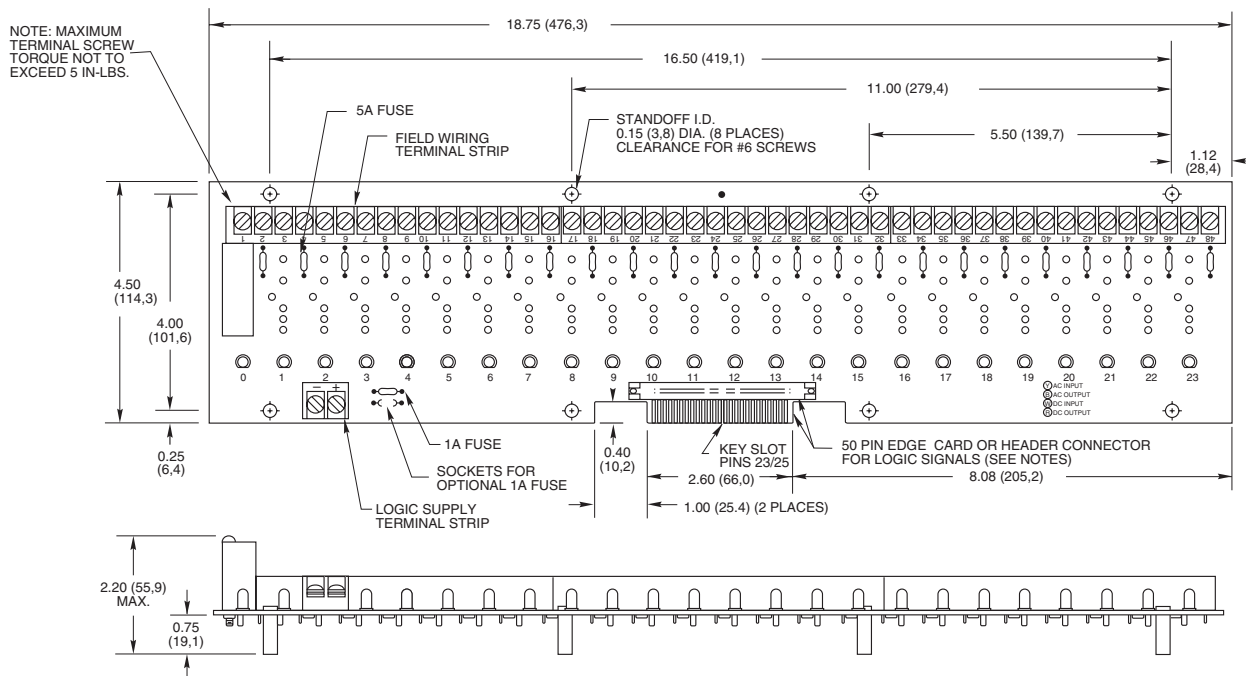 18.75 (476,3)
NOTE: MAXIMUM
TERMINAL SCREW
TORQUE NOT TO
EXCEED 5 IN-LBS.
16.50 (419,1)
11.00 (279,4)
5A FUSE
FIELD WIRING
TERMINAL STRIP
STANDOFF I.D.
0.15 (3,8) DIA. (8 PLACES)
CLEARANCE FOR #6 SCREWS
5.50 (139,7)
1.12
(28,4)
1 2 3 4 5 6 7 8 9 10 11 12 13 14 15 16 17 18 19 20 21 22 23 24 25 26 27 28 29 30 31 32 33 34 35 36 37 38 39 40 41 42 43 44 45 46 47 48
4.50
(114,3)
4.00
(101,6)
0 1 2 3 4 5 6 7 8 9 10 11 12 13 14 15 16 17 18 19 20 21 22 23
− +
Y AC INPUT
B AC OUTPUT
W DC INPUT
R DC OUTPUT
0.25
(6,4)
1A FUSE
SOCKETS FOR
OPTIONAL 1A FUSE
LOGIC SUPPLY
TERMINAL STRIP
0.40
(10,2)
KEY SLOT
PINS 23/25
50 PIN EDGE CARD OR HEADER CONNECTOR
FOR LOGIC SIGNALS (SEE NOTES)
2.60 (66,0)
8.08 (205,2)
1.00 (25.4) (2 PLACES)
2.20 (55,9)
MAX.
0.75
(19,1)